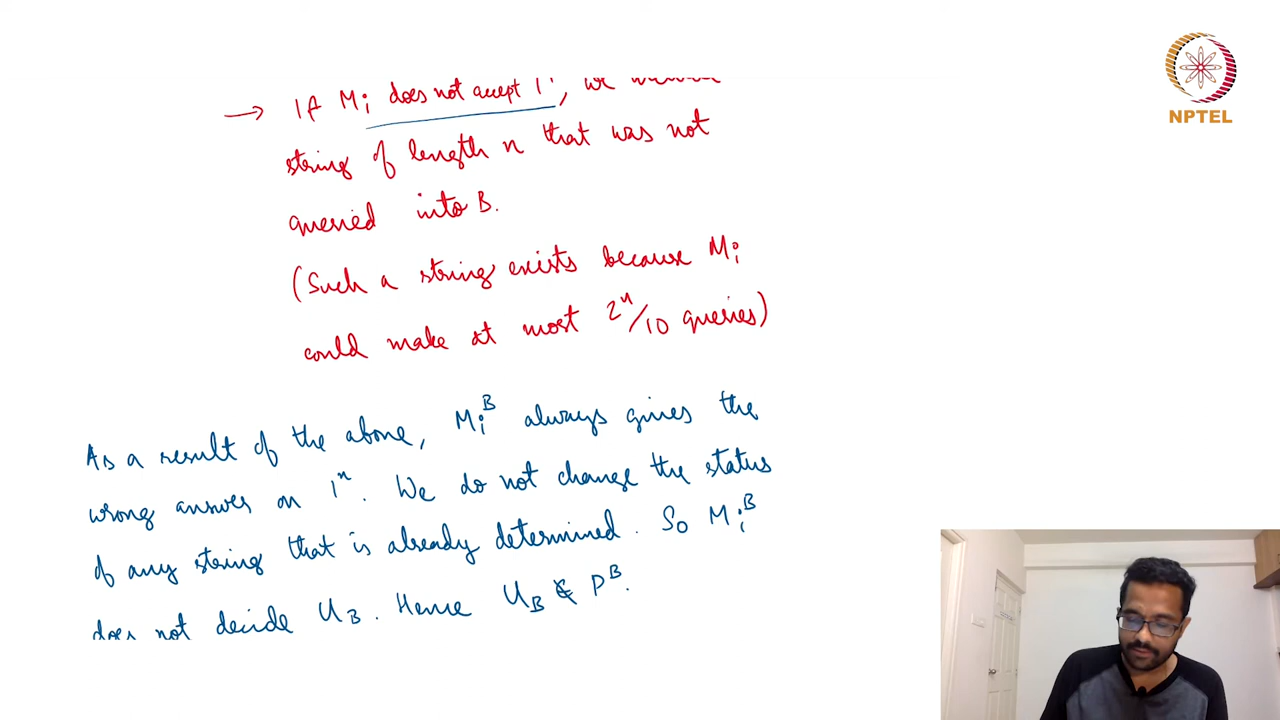 → If Mi does not accept 1ⁿ, we
string of length n that was not
queried into B.
(Such a string exists because Mi
could make at most 2ⁿ/10 queries)
As a result of the above, Miᴮ always gives the
wrong answer on 1ⁿ. We do not change the status
of any string that is already determined. So Miᴮ
does not decide U_B. Hence U_B ∉ Pᴮ.
NPTEL